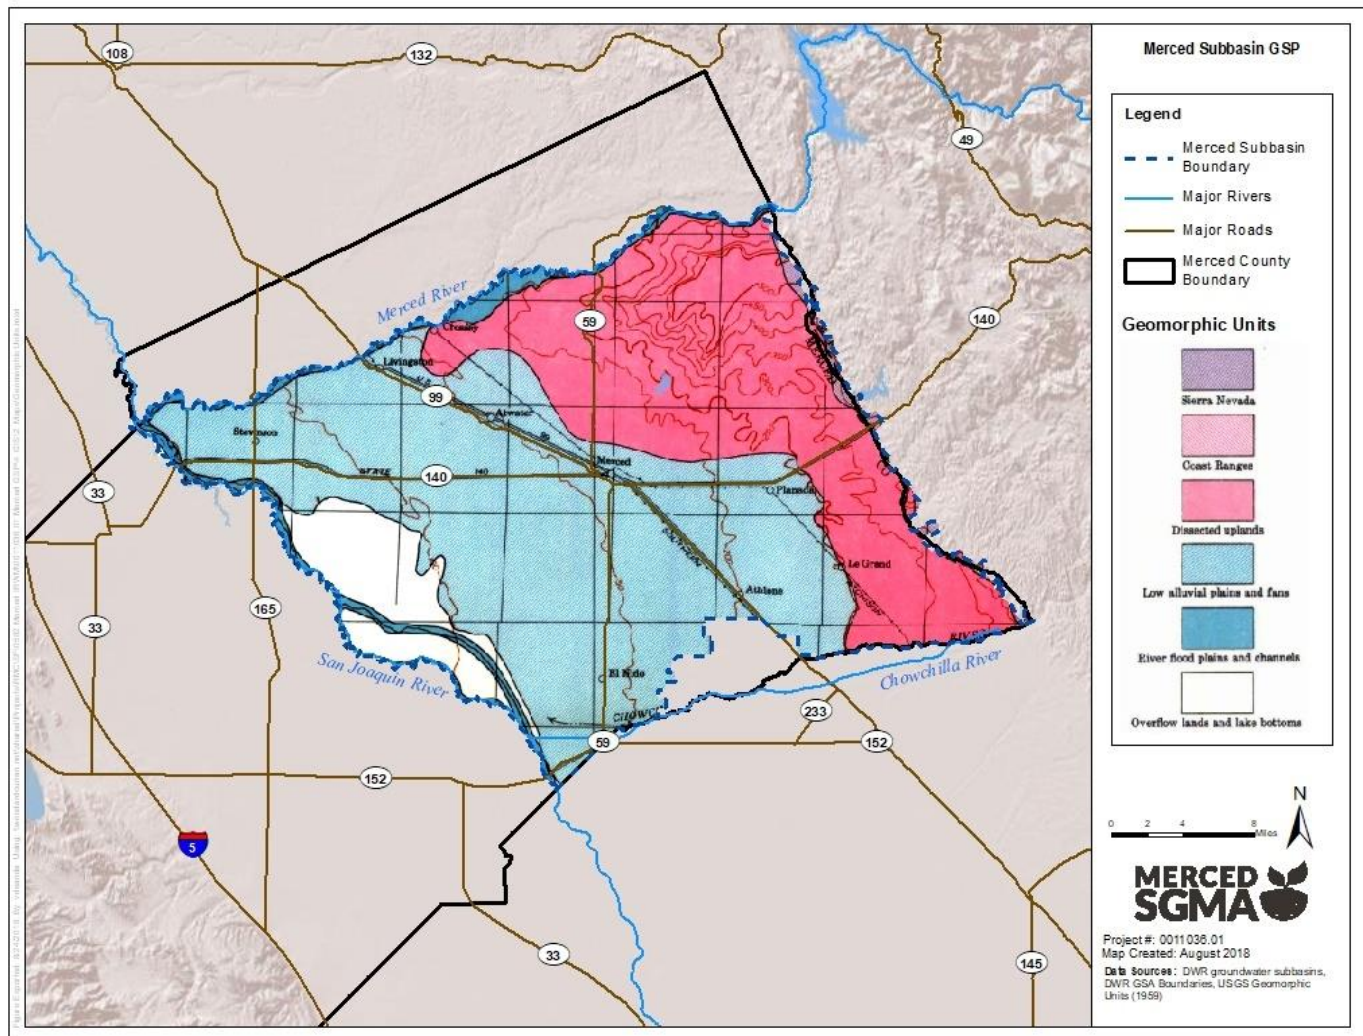 108
132
49
Merced River
59
140
Cressey
Livingston
99
Atwater
Stevinson
Merced
STATE
140
140
33
Planada
Le Grand
Athlone
165
33
RIVER
San Joaquin River
El Nido
Chowchilla River
CHOWC
233
59
152
152
5
33
145
Merced Subbasin GSP
Legend
Merced Subbasin
Boundary
Major Rivers
Major Roads
Merced County
Boundary
Geomorphic Units
Sierra Nevada
Coast Ranges
Dissected uplands
Low alluvial plains and fans
River flood plains and channels
Overflow lands and lake bottoms
N
0 2 4 8
Miles
MERCED
SGMA
Project #: 0011036.01
Map Created: August 2018
Data Sources: DWR groundwater subbasins,
DWR GSA Boundaries, USGS Geomorphic
Units (1959)